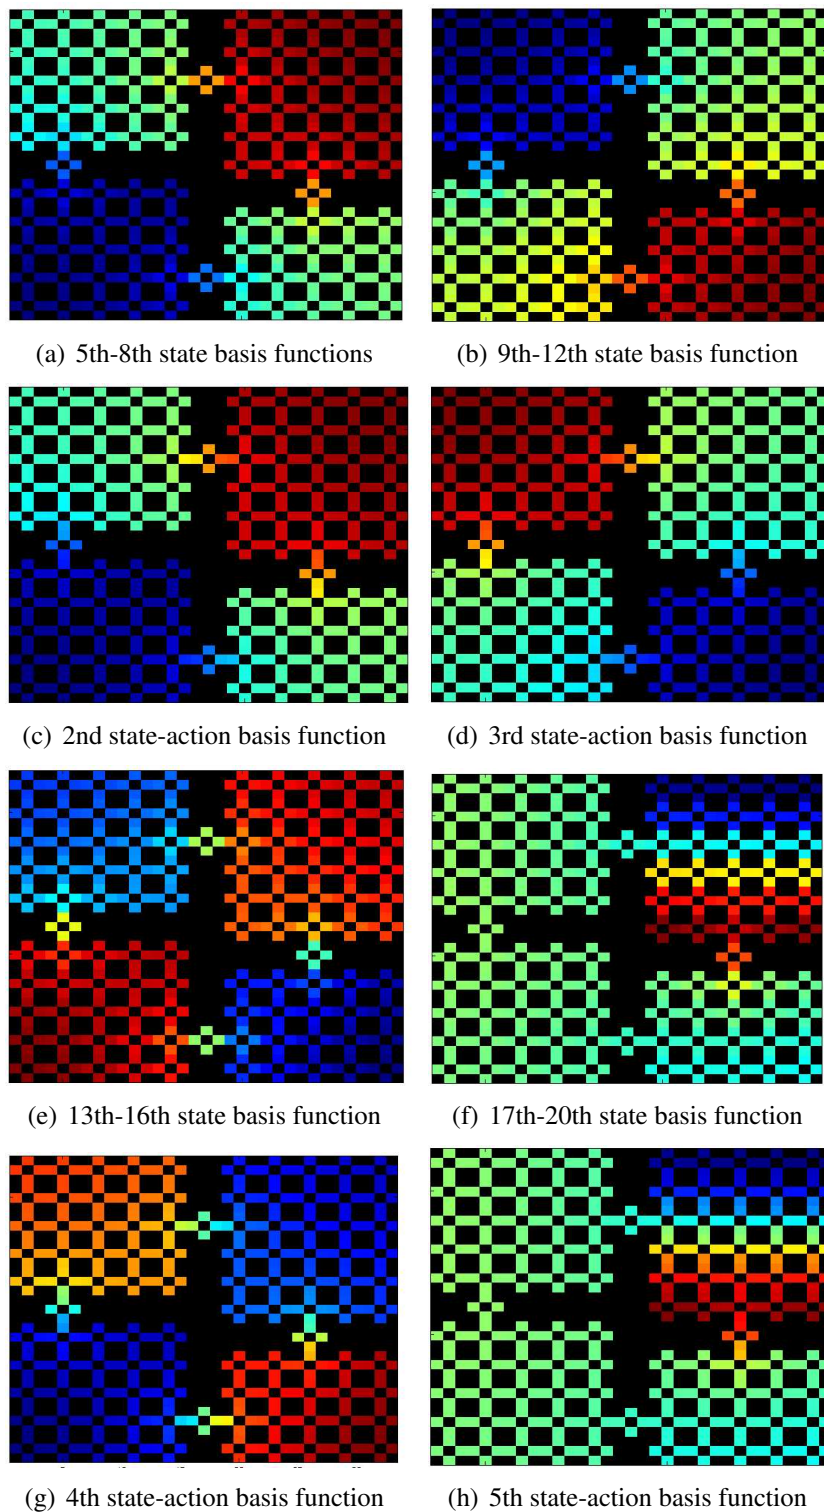 (a) 5th-8th state basis functions
(b) 9th-12th state basis function
(c) 2nd state-action basis function
(d) 3rd state-action basis function
(e) 13th-16th state basis function
(f) 17th-20th state basis function
(g) 4th state-action basis function
(h) 5th state-action basis function